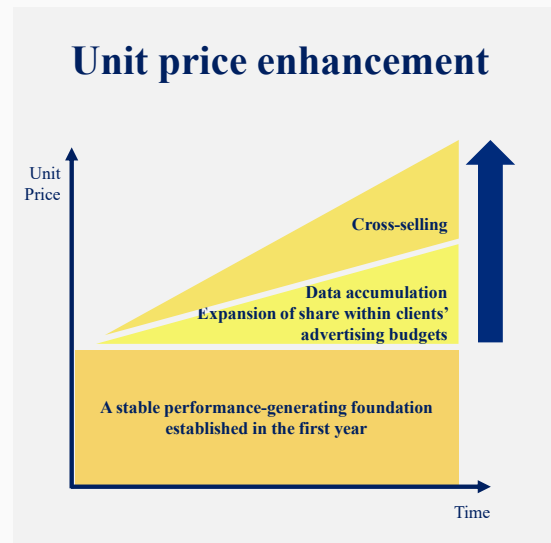 Unit price enhancement
Unit
Price
Cross-selling
Data accumulation
Expansion of share within clients’
advertising budgets
A stable performance-generating foundation
established in the first year
Time